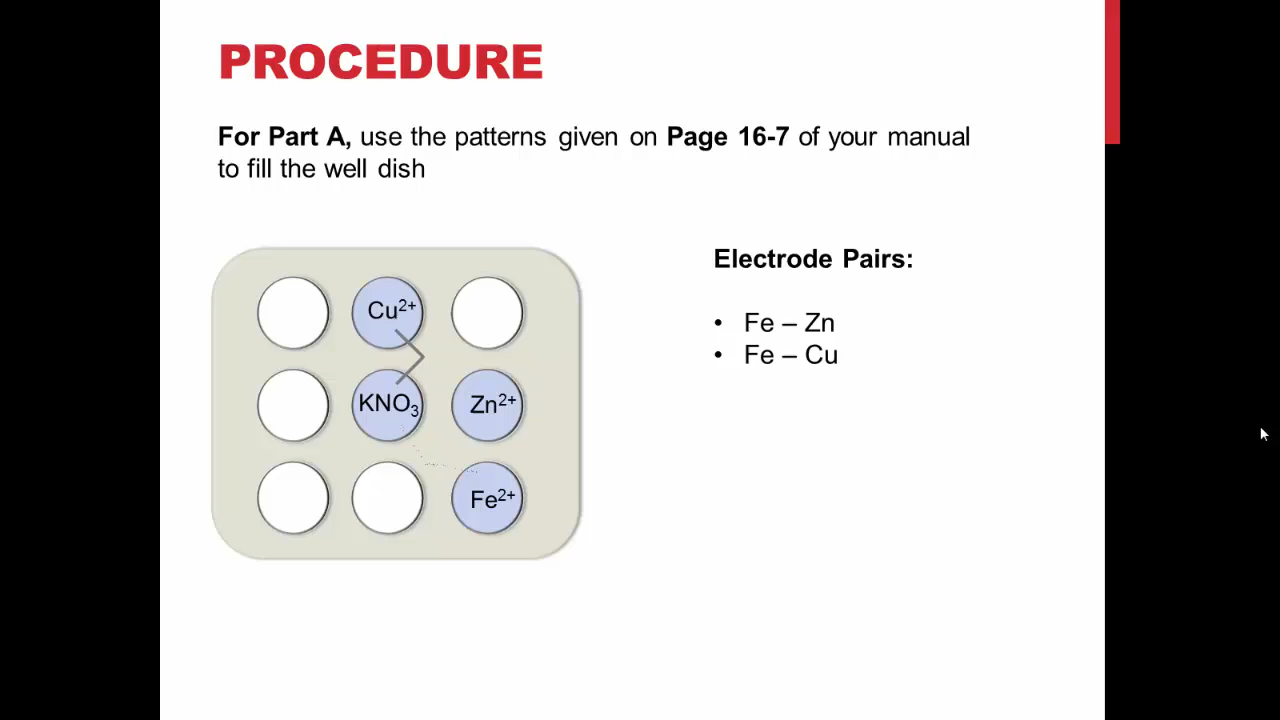 PROCEDURE
For Part A, use the patterns given on Page 16-7 of your manual
to fill the well dish
Electrode Pairs:
Cu²⁺
• Fe – Zn
• Fe – Cu
KNO₃ Zn²⁺
Fe²⁺